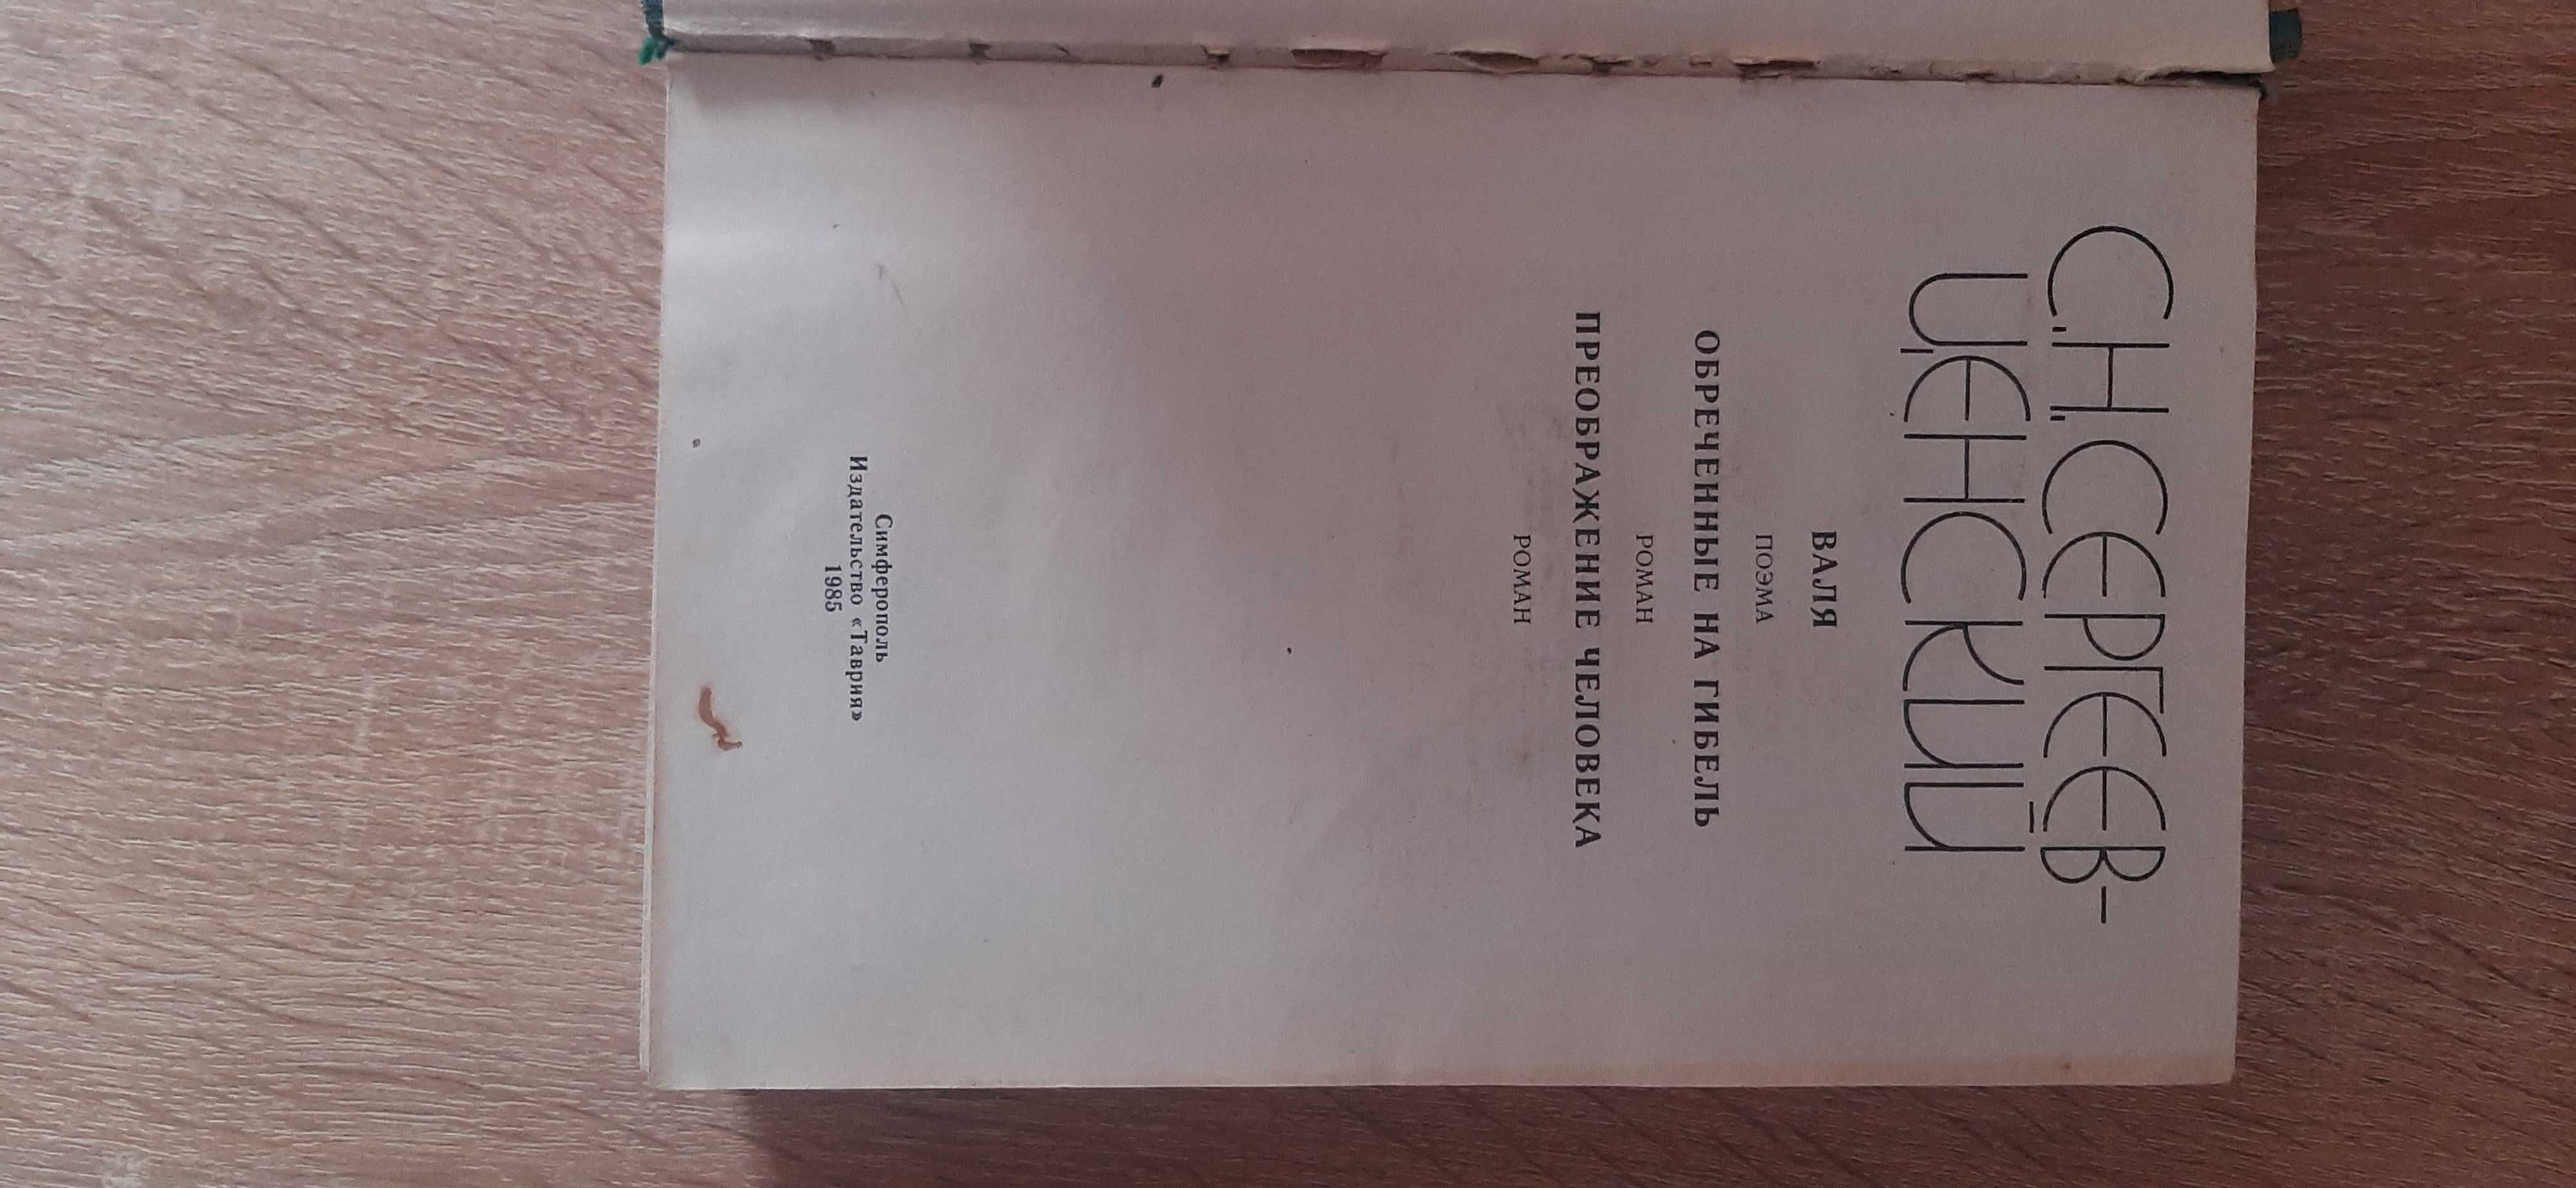 С.Н.СЕРГЕЕВ-
ЦЕНСКИЙ
ВАЛЯ
ПОЭМА
ОБРЕЧЕННЫЕ НА ГИБЕЛЬ
РОМАН
ПРЕОБРАЖЕНИЕ ЧЕЛОВЕКА
РОМАН
Симферополь
Издательство «Таврия»
1985